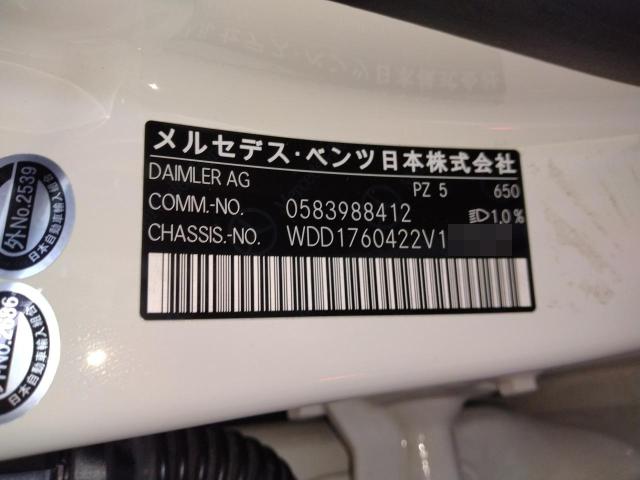 メルセデス・ベンツ日本株式会社
DAIMLER AG
PZ 5 650
COMM.-NO. 0583988412
1.0%
CHASSIS.-NO. WDD1760422V1
外No.2539
日本自動車輸入組合
日本自動車輸入組合